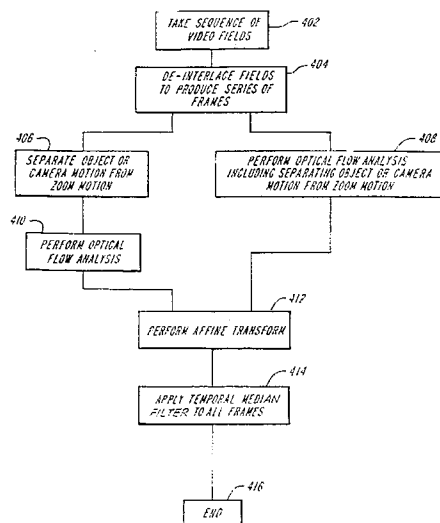 TAKE SEQUENCE OF
VIDEO FIELDS
402
DE-INTERLACE FIELDS
TO PRODUCE SERIES OF
FRAMES
404
406
SEPARATE OBJECT OR
CAMERA MOTION FROM
ZOOM MOTION
408
PERFORM OPTICAL FLOW ANALYSIS
INCLUDING SEPARATING OBJECT OR CAMERA
MOTION FROM ZOOM MOTION
410
PERFORM OPTICAL FLOW
ANALYSIS
412
PERFORM AFFINE TRANSFORM
414
APPLY TEMPORAL MEDIAN
FILTER TO ALL FRAMES
416
END